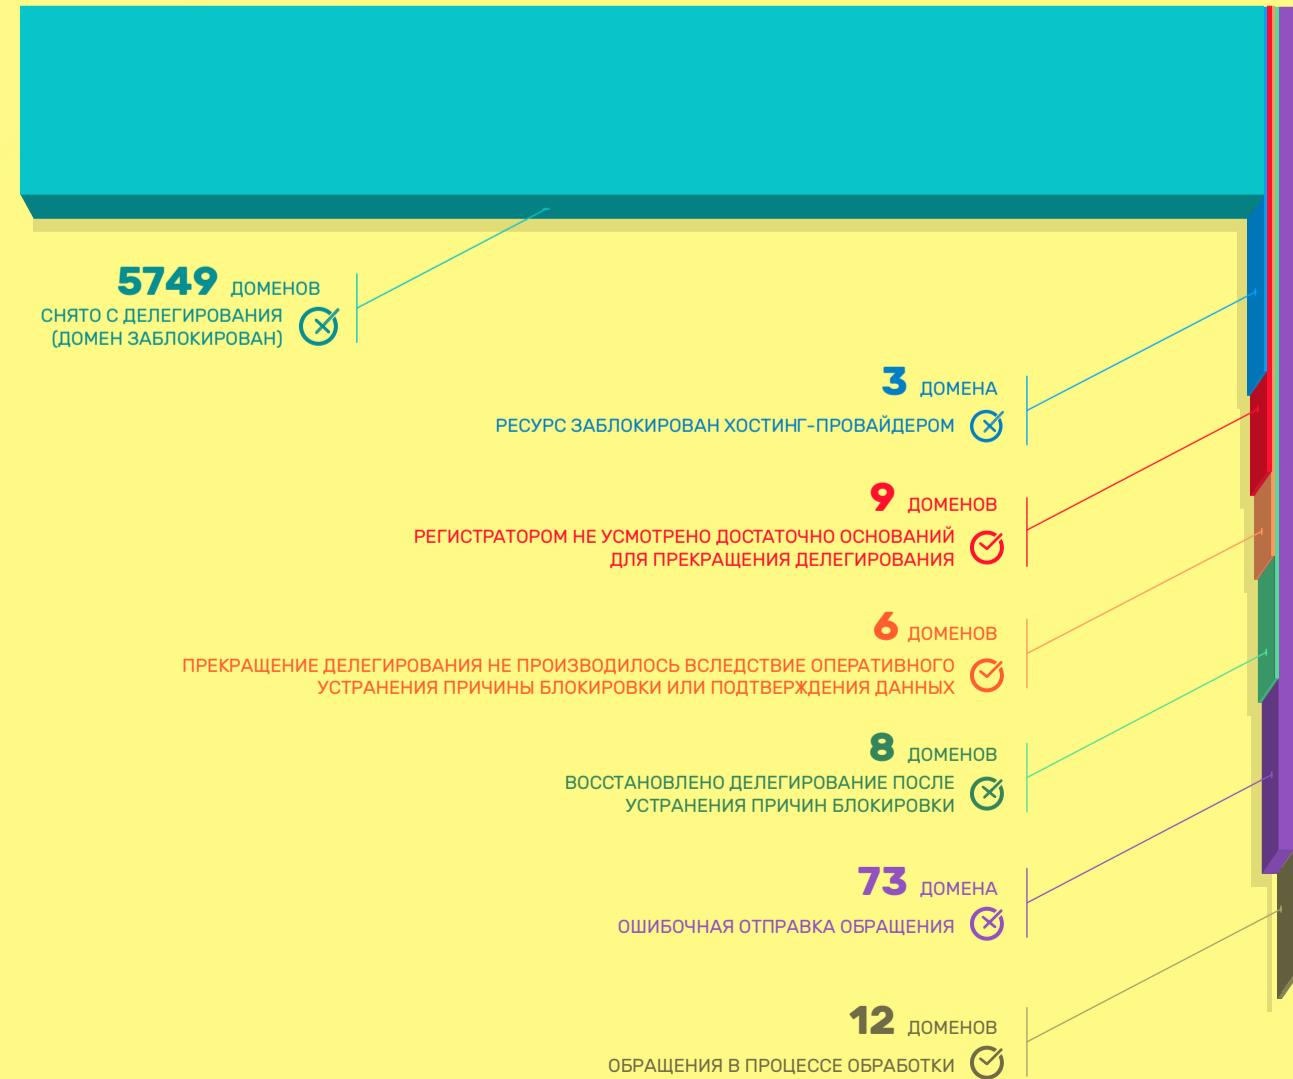 5749 ДОМЕНОВ
СНЯТО С ДЕЛЕГИРОВАНИЯ
(ДОМЕН ЗАБЛОКИРОВАН)
3 ДОМЕНА
РЕСУРС ЗАБЛОКИРОВАН ХОСТИНГ-ПРОВАЙДЕРОМ
9 ДОМЕНОВ
РЕГИСТРАТОРОМ НЕ УСМОТРЕНО ДОСТАТОЧНО ОСНОВАНИЙ
ДЛЯ ПРЕКРАЩЕНИЯ ДЕЛЕГИРОВАНИЯ
6 ДОМЕНОВ
ПРЕКРАЩЕНИЕ ДЕЛЕГИРОВАНИЯ НЕ ПРОИЗВОДИЛОСЬ ВСЛЕДСТВИЕ ОПЕРАТИВНОГО
УСТРАНЕНИЯ ПРИЧИНЫ БЛОКИРОВКИ ИЛИ ПОДТВЕРЖДЕНИЯ ДАННЫХ
8 ДОМЕНОВ
ВОССТАНОВЛЕНО ДЕЛЕГИРОВАНИЕ ПОСЛЕ
УСТРАНЕНИЯ ПРИЧИН БЛОКИРОВКИ
73 ДОМЕНА
ОШИБОЧНАЯ ОТПРАВКА ОБРАЩЕНИЯ
12 ДОМЕНОВ
ОБРАЩЕНИЯ В ПРОЦЕССЕ ОБРАБОТКИ